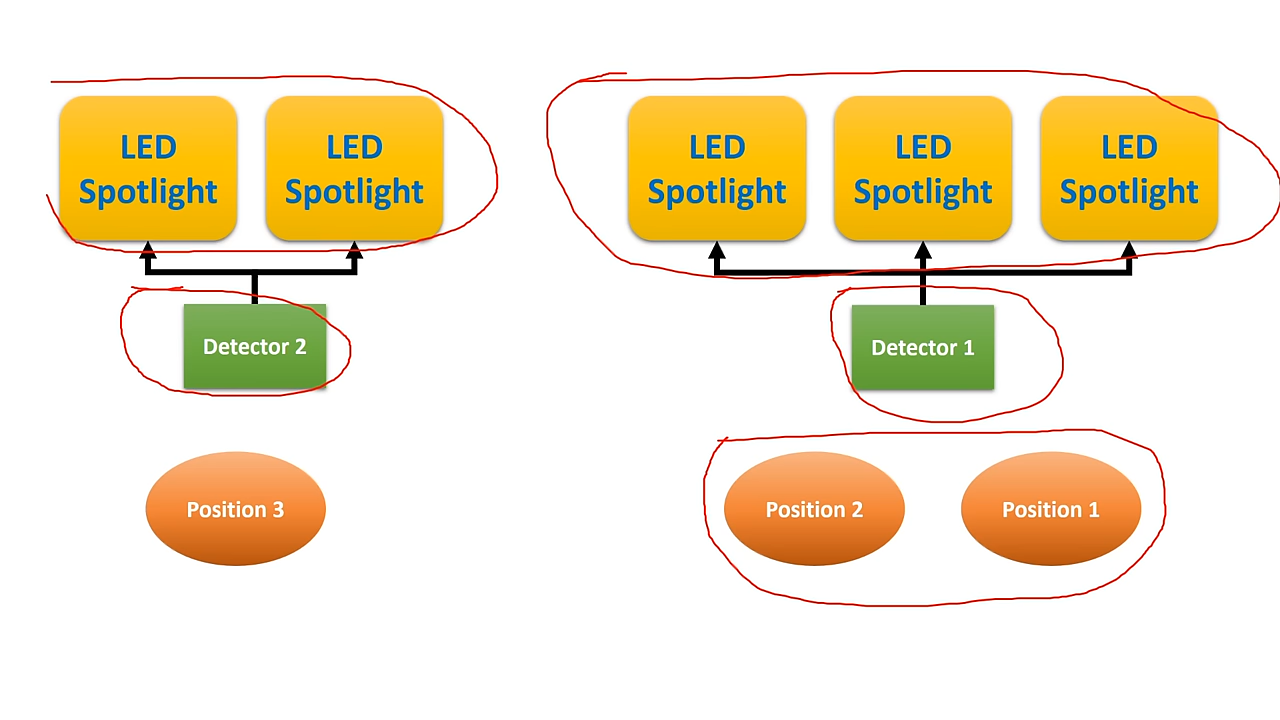 LED
Spotlight
LED
Spotlight
LED
Spotlight
LED
Spotlight
LED
Spotlight
Detector 2
Detector 1
Position 3
Position 2
Position 1